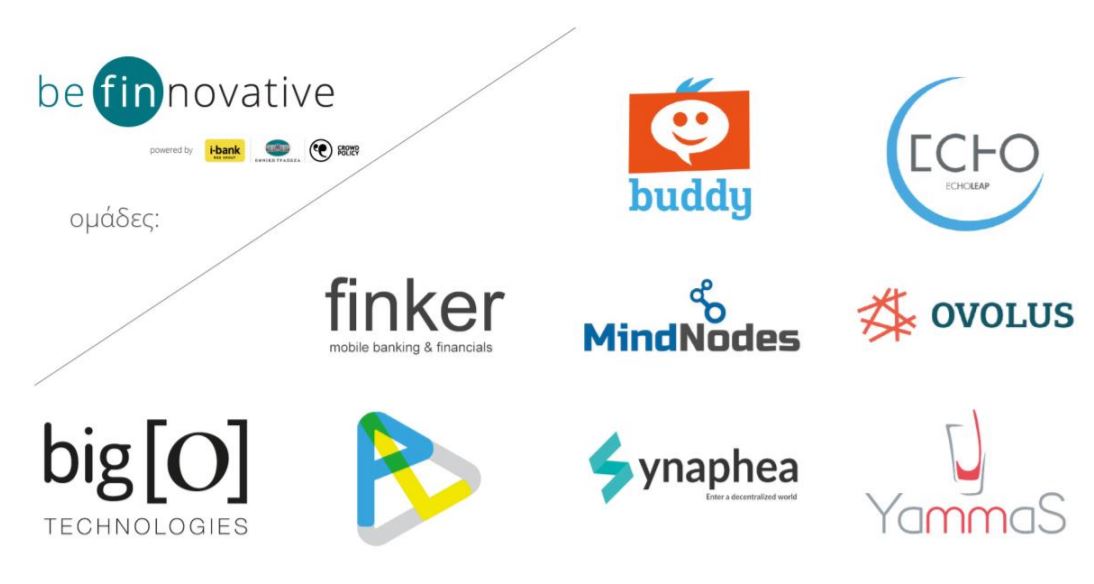 be finnovative
powered by i-bank ΕΘΝΙΚΗ ΤΡΑΠΕΖΑ CROWD POLICY
ομάδες:
buddy
ECHO
ECHOLEAP
finker
mobile banking & financials
MindNodes
OVOLUS
big [O]
TECHNOLOGIES
Synaphea
Enter a decentralized world
YammaS